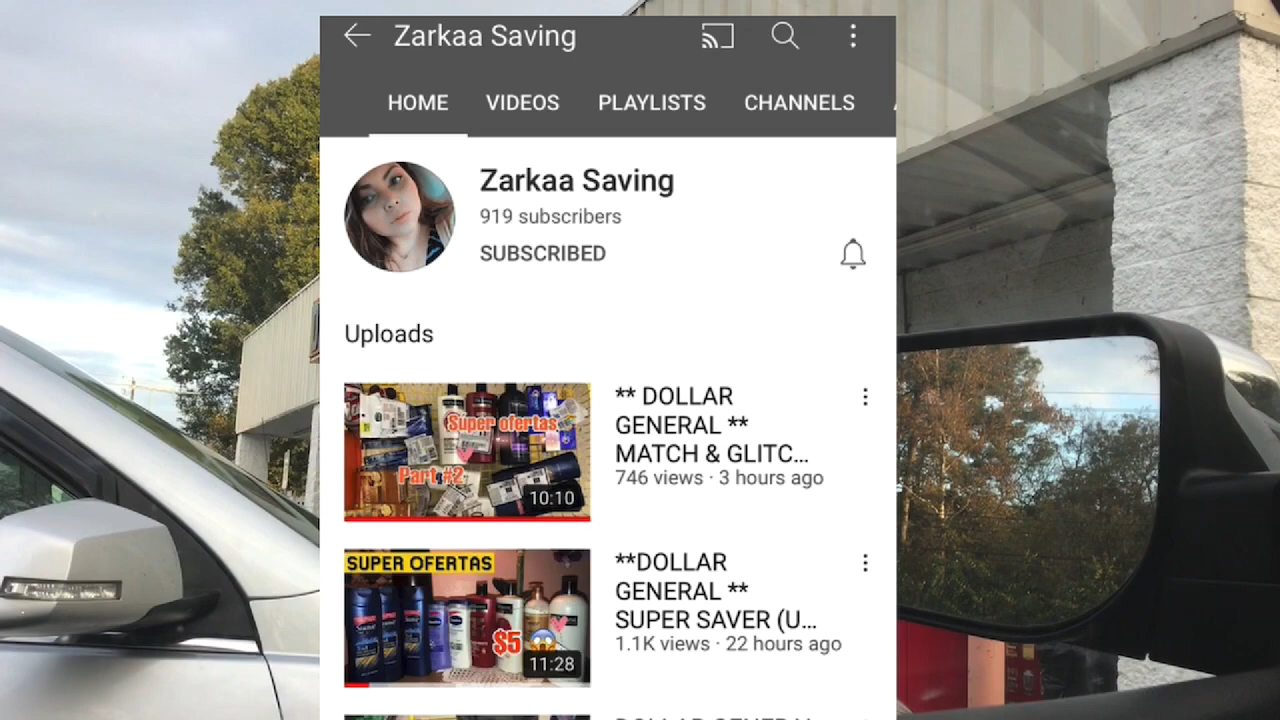 Zarkaa Saving
HOME VIDEOS PLAYLISTS CHANNELS
Zarkaa Saving
919 subscribers
SUBSCRIBED
Uploads
Super ofertas
Part #2
10:10
** DOLLAR
GENERAL **
MATCH & GLITC...
746 views · 3 hours ago
SUPER OFERTAS
$5
11:28
**DOLLAR
GENERAL **
SUPER SAVER (U...
1.1K views · 22 hours ago
DOLLAR GENERAL